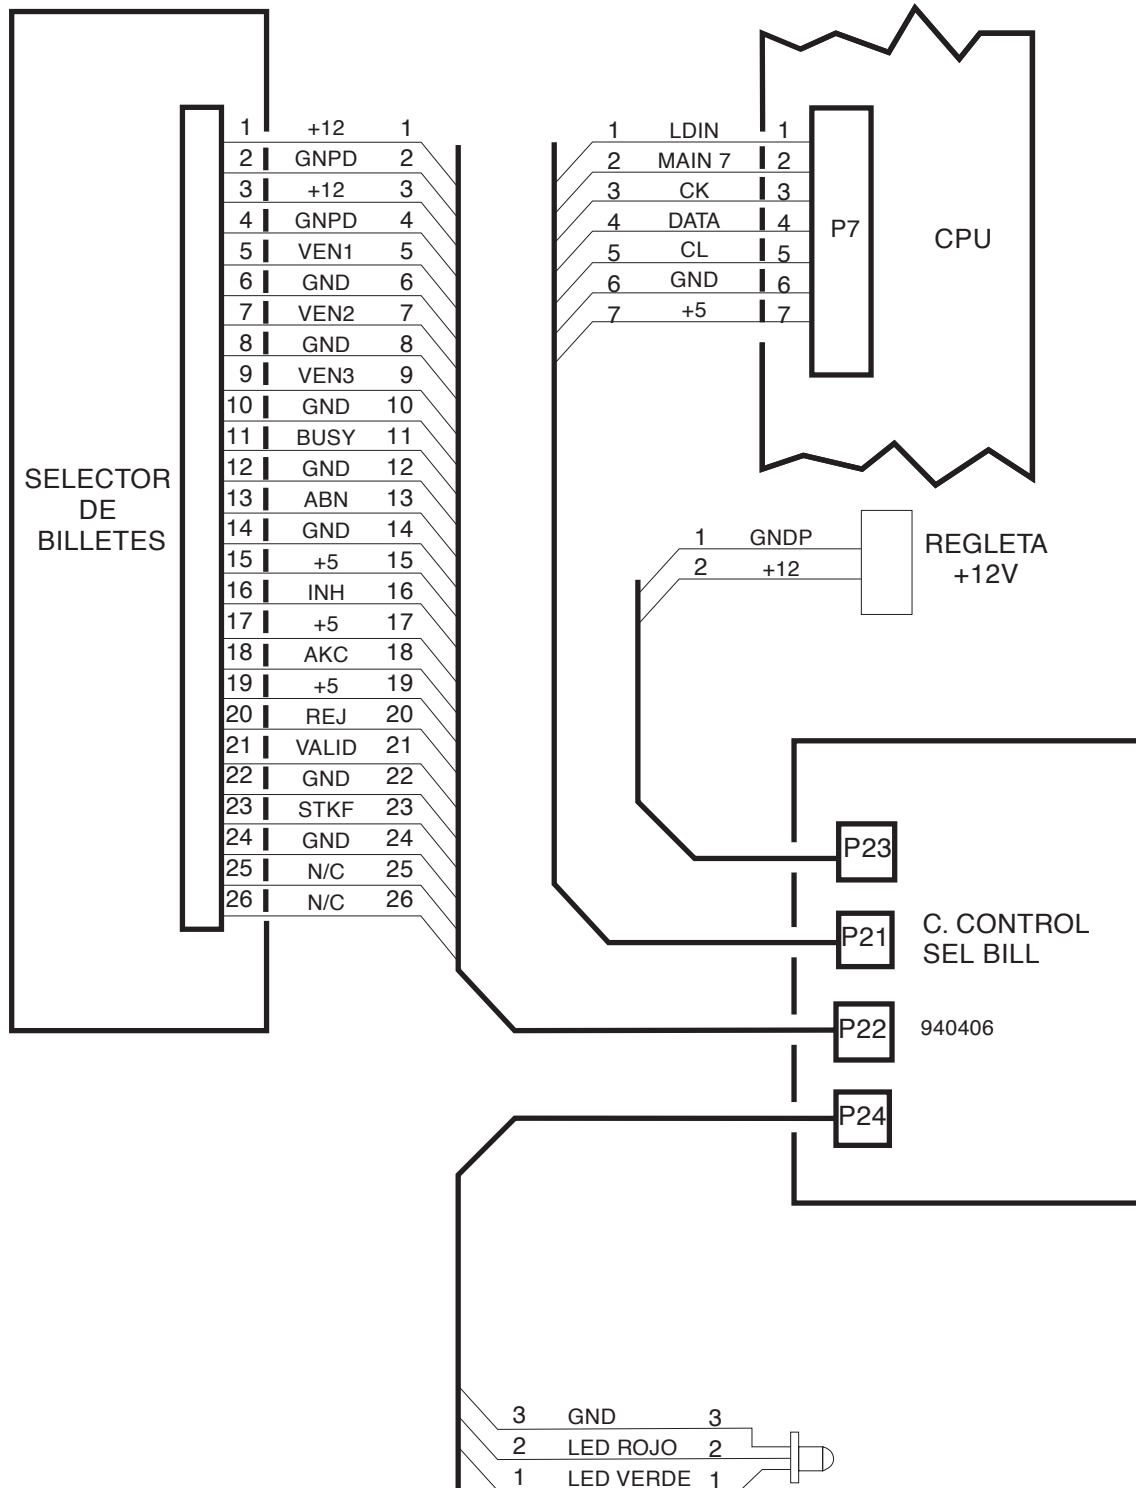 SELECTOR
DE
BILLETES
1 +12 1
2 GNPD 2
3 +12 3
4 GNPD 4
5 VEN1 5
6 GND 6
7 VEN2 7
8 GND 8
9 VEN3 9
10 GND 10
11 BUSY 11
12 GND 12
13 ABN 13
14 GND 14
15 +5 15
16 INH 16
17 +5 17
18 AKC 18
19 +5 19
20 REJ 20
21 VALID 21
22 GND 22
23 STKF 23
24 GND 24
25 N/C 25
26 N/C 26
1 LDIN 1
2 MAIN 7 2
3 CK 3
4 DATA 4
5 CL 5
6 GND 6
7 +5 7
P7
CPU
1 GNDP
2 +12
REGLETA
+12V
P23
P21
C. CONTROL
SEL BILL
P22
940406
P24
3 GND 3
2 LED ROJO 2
1 LED VERDE 1